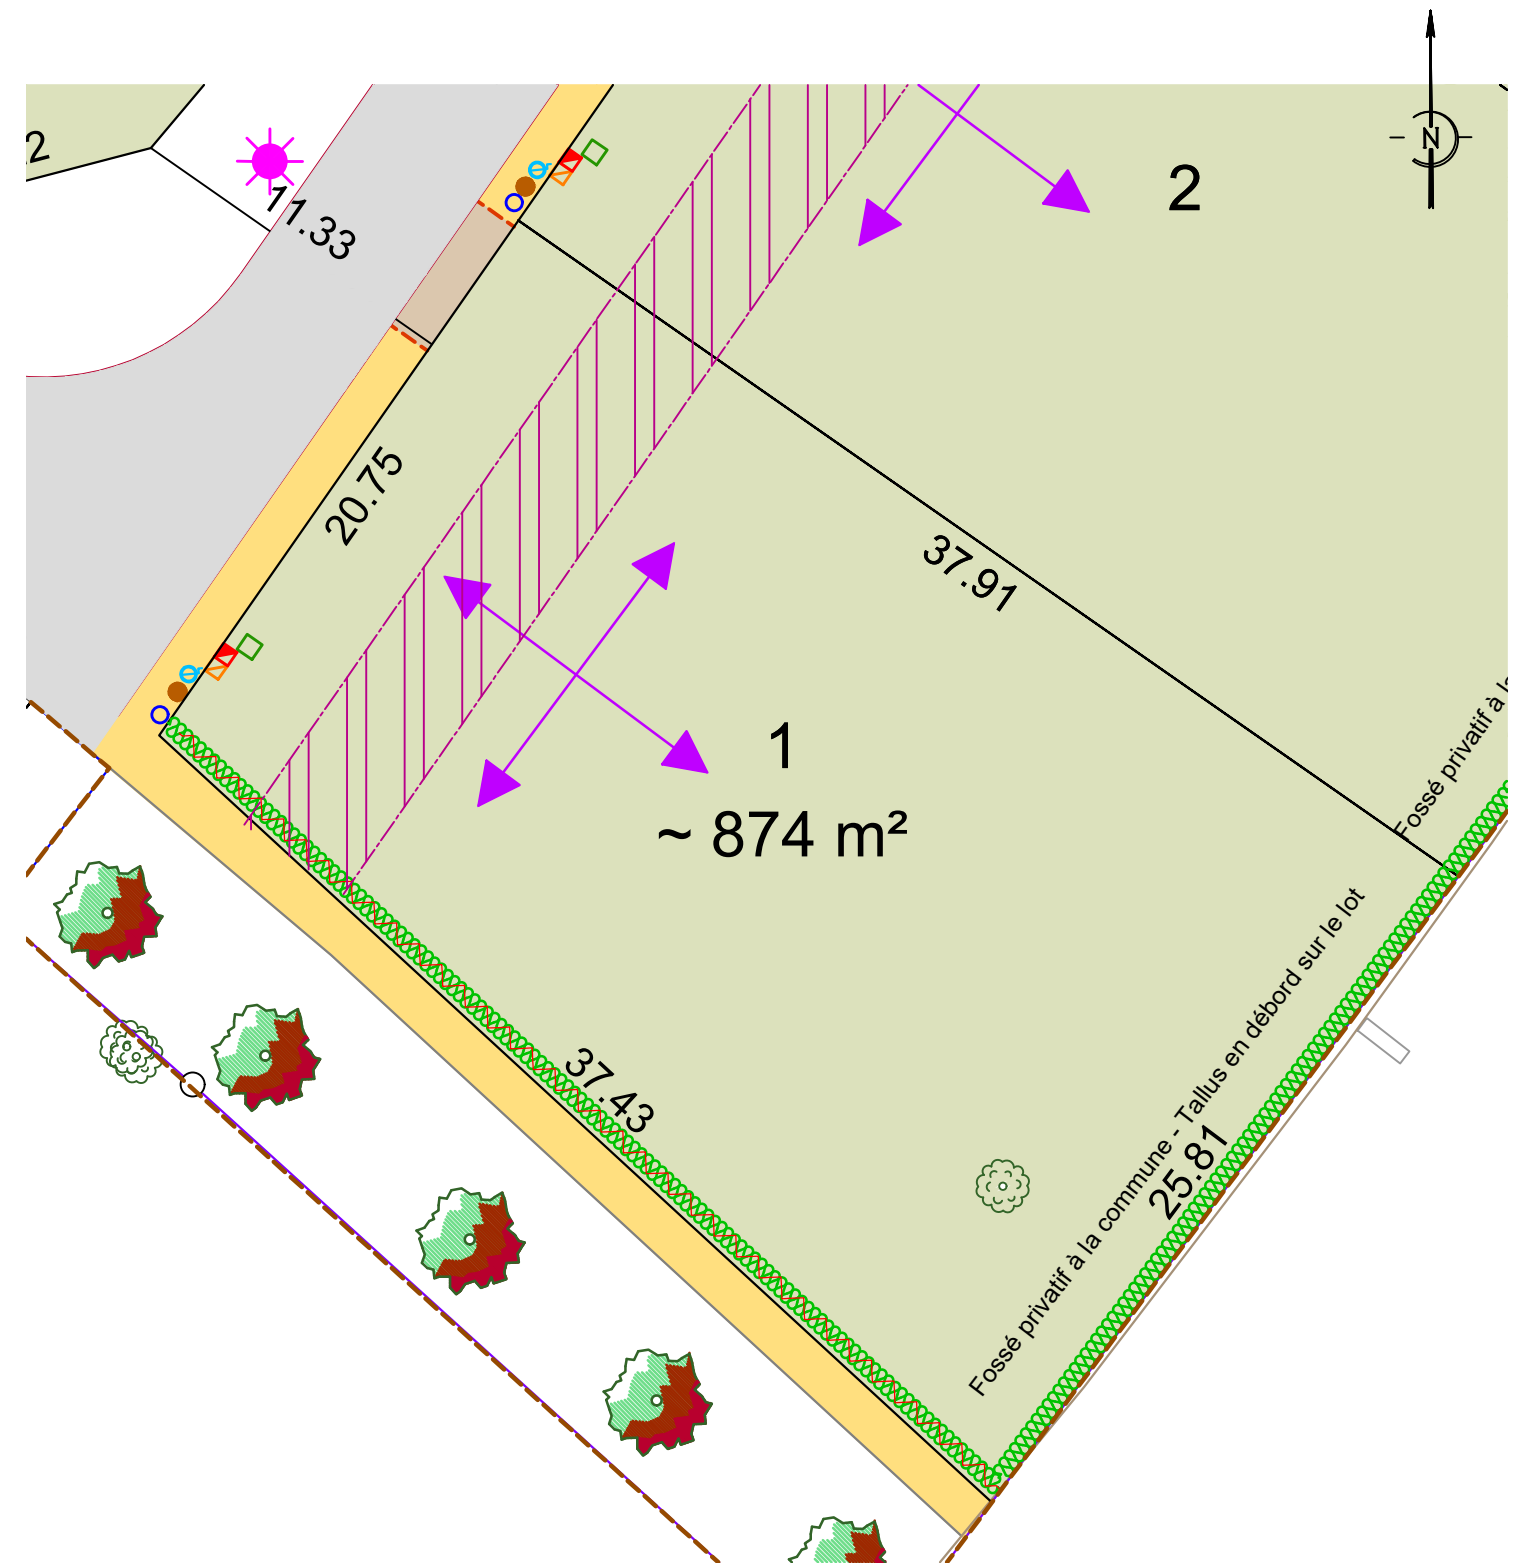 N
2
2
11.33
20.75
37.91
1
~ 874 m²
Fossé privatif à
Fossé privatif à la commune - Tallus en débord sur le lot
25.81
37.43